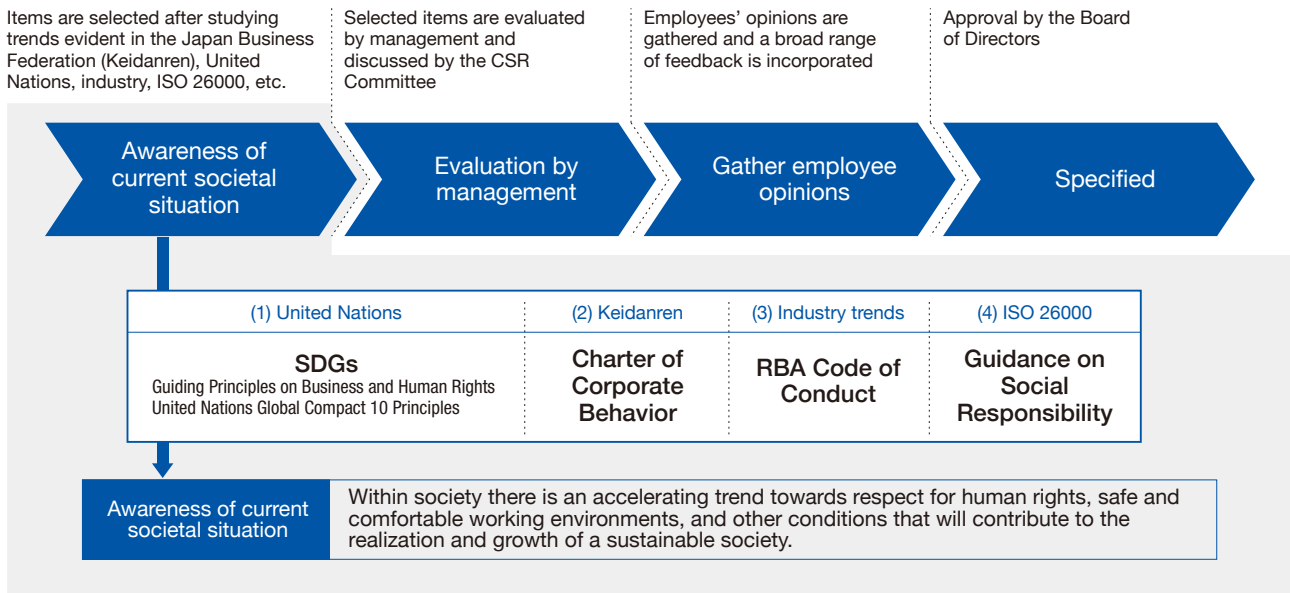 Items are selected after studying
trends evident in the Japan Business
Federation (Keidanren), United
Nations, industry, ISO 26000, etc.
Selected items are evaluated
by management and
discussed by the CSR
Committee
Employees’ opinions are
gathered and a broad range
of feedback is incorporated
Approval by the Board
of Directors
Awareness of
current societal
situation
Evaluation by
management
Gather employee
opinions
Specified
(1) United Nations
SDGs
Guiding Principles on Business and Human Rights
United Nations Global Compact 10 Principles
(2) Keidanren
Charter of
Corporate
Behavior
(3) Industry trends
RBA Code of
Conduct
(4) ISO 26000
Guidance on
Social
Responsibility
Awareness of current
societal situation
Within society there is an accelerating trend towards respect for human rights, safe and
comfortable working environments, and other conditions that will contribute to the
realization and growth of a sustainable society.